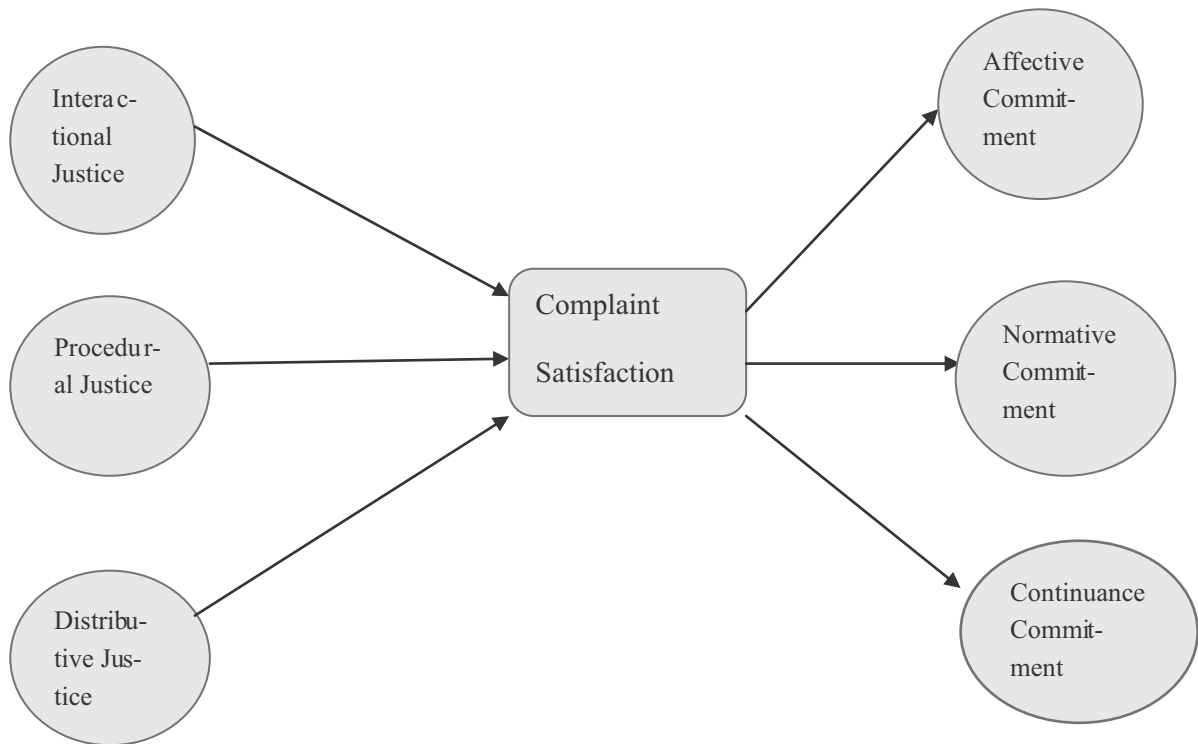 Interac-
tional
Justice
Procedur-
al Justice
Distribu-
tive Jus-
tice
Complaint
Satisfaction
Affective
Commit-
ment
Normative
Commit-
ment
Continuance
Commit-
ment